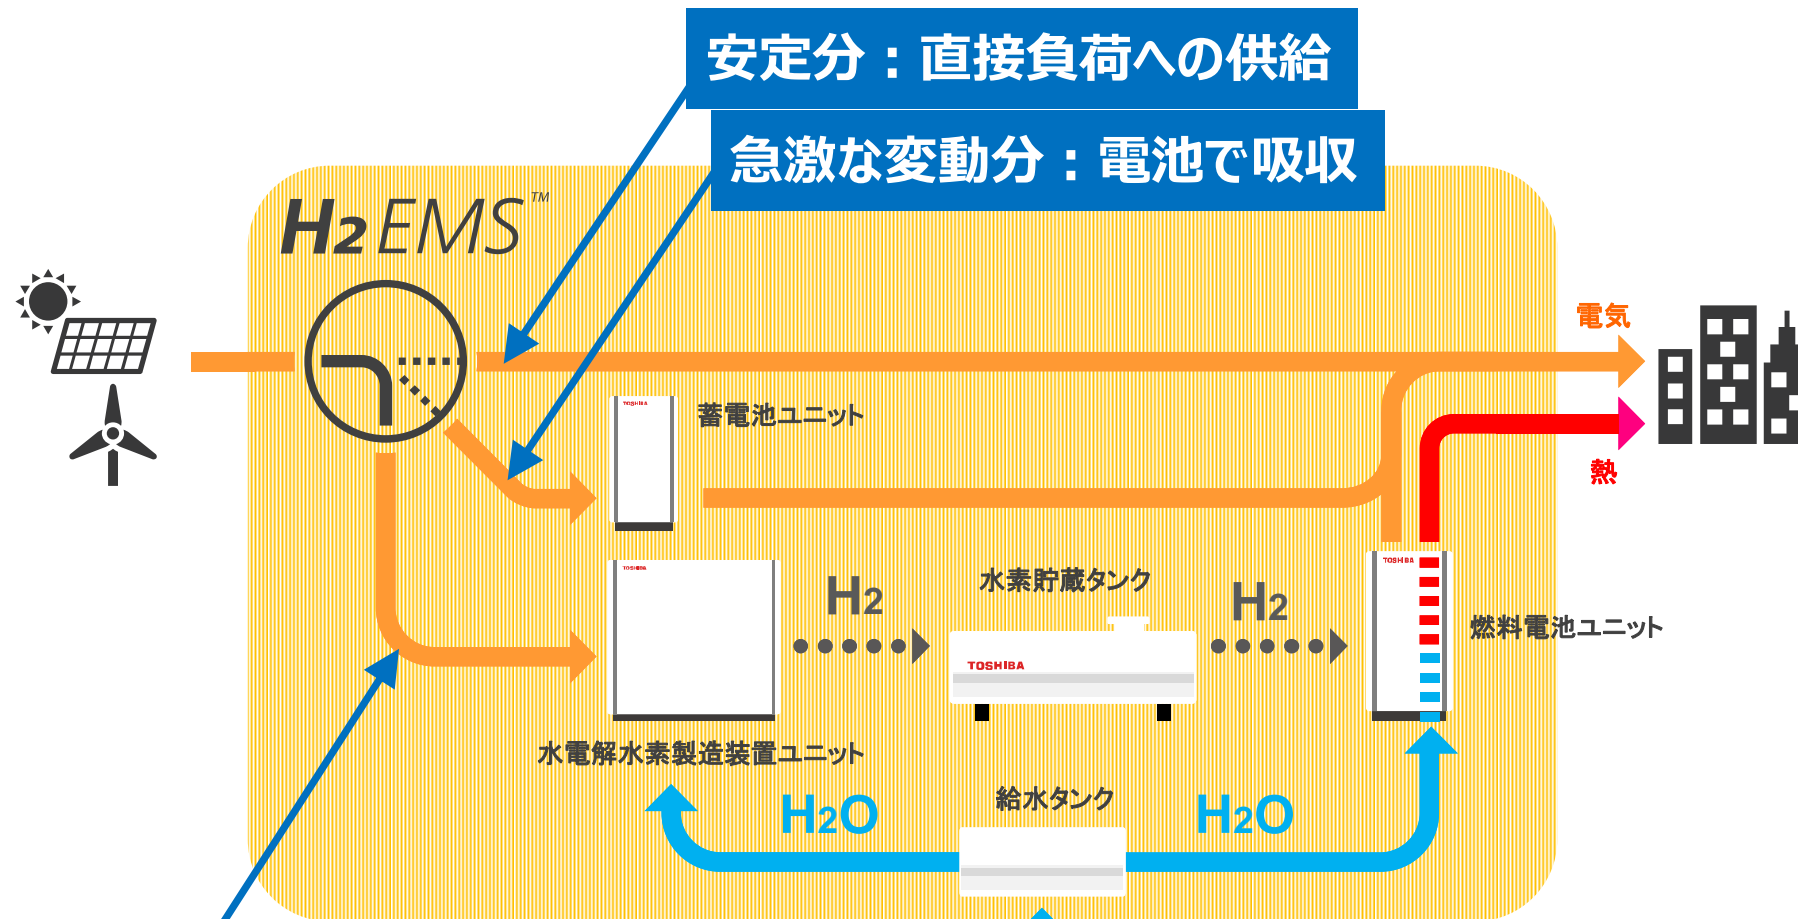 安定分：直接負荷への供給
急激な変動分：電池で吸収
H2EMS™
電気
TOSHIBA
蓄電池ユニット
熱
TOSHIBA
H2
水素貯蔵タンク
H2
TOSHIBA
燃料電池ユニット
TOSHIBA
水電解水素製造装置ユニット
H2O
給水タンク
H2O